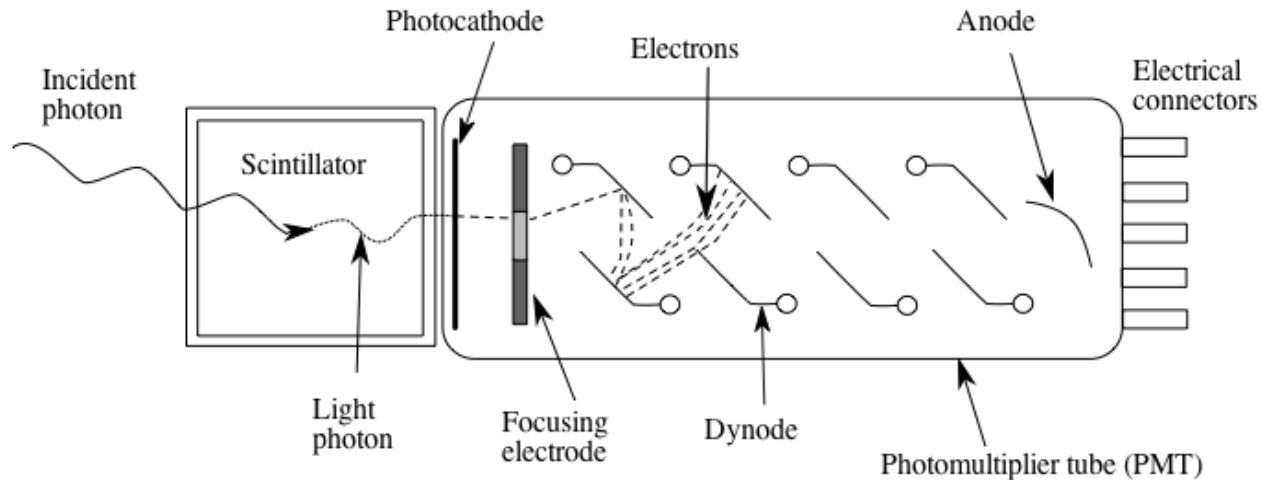 Photocathode
Electrons
Anode
Incident
photon
Electrical
connectors
Scintillator
Light
photon
Focusing
electrode
Dynode
Photomultiplier tube (PMT)